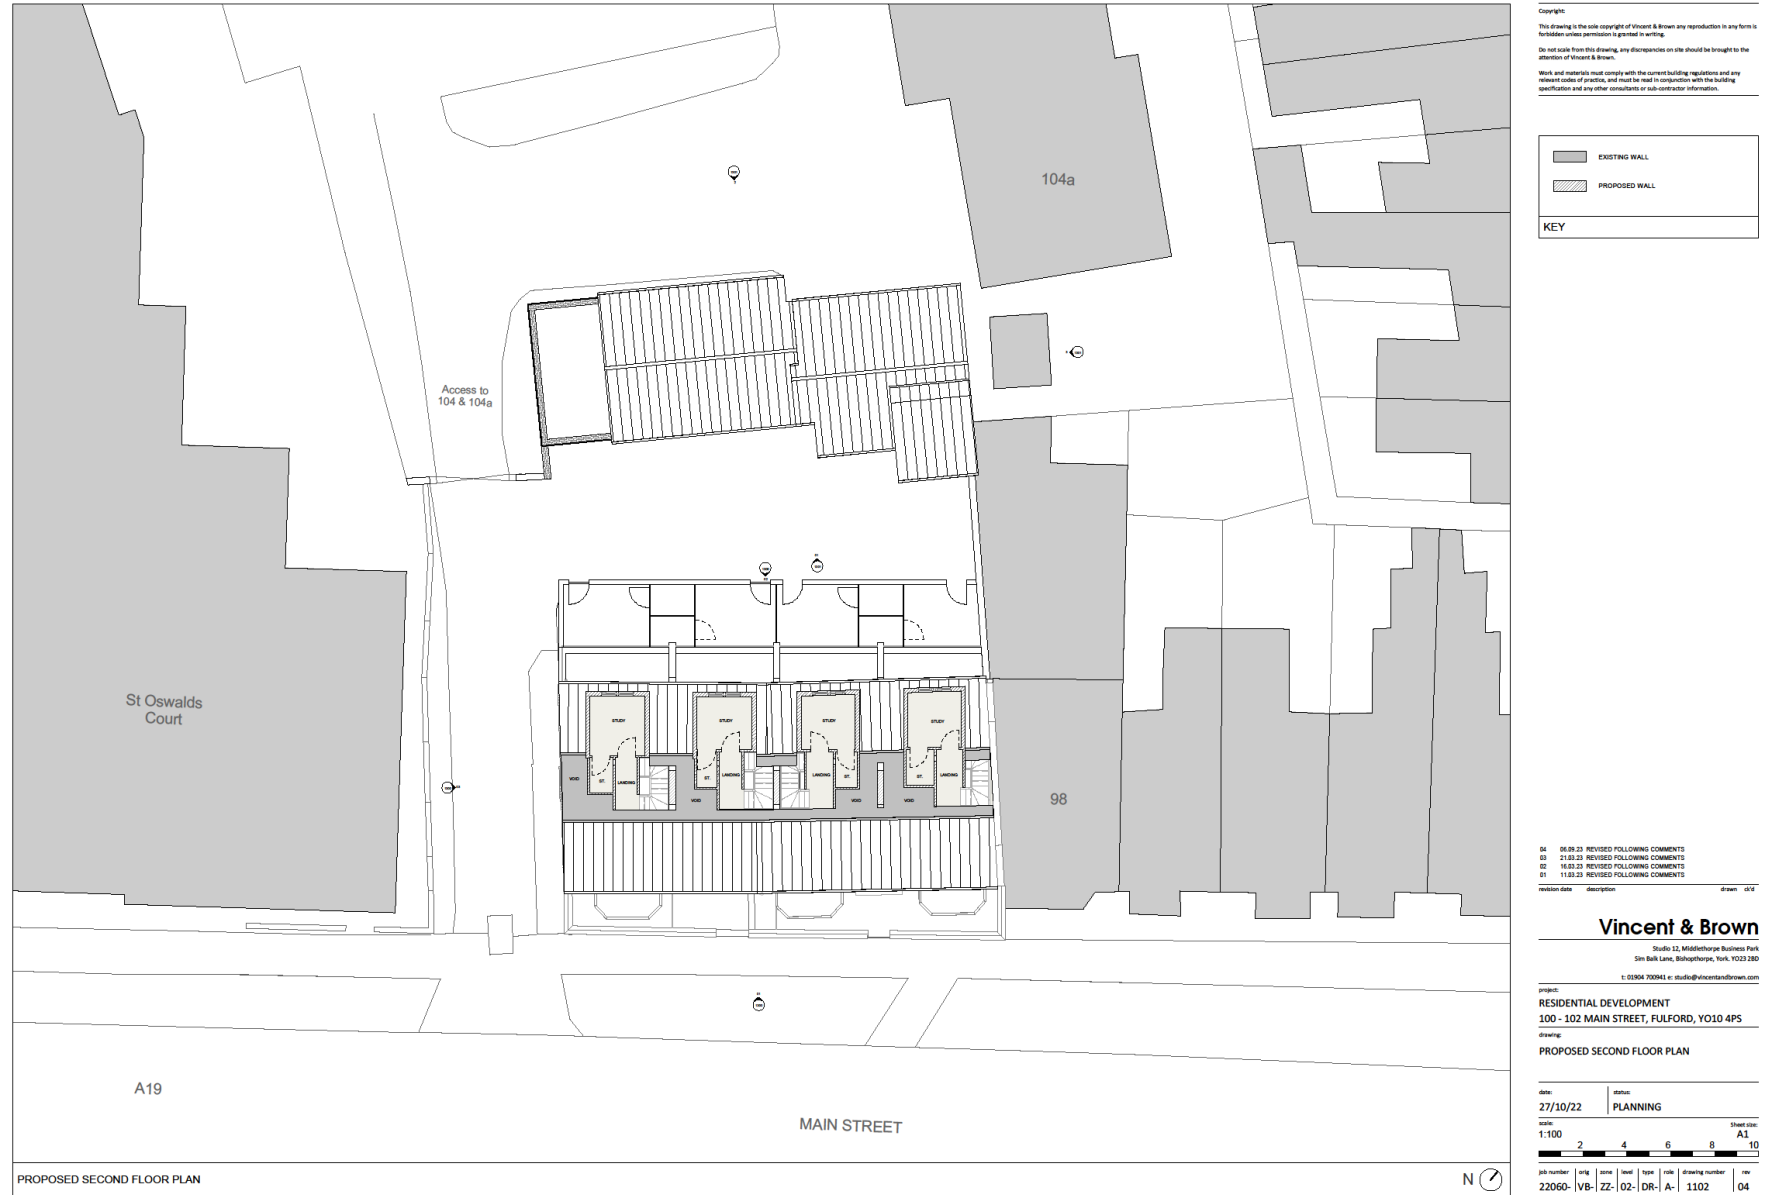 Copyright:
This drawing is the sole copyright of Vincent & Brown any reproduction in any form is
forbidden unless permission is granted in writing.
Do not scale from this drawing, any discrepancies on site should be brought to the
attention of Vincent & Brown.
Work and materials must comply with the current building regulations and any
relevant codes of practice, and must be read in conjunction with the building
specification and any other consultants or sub-contractor information.
EXISTING WALL
PROPOSED WALL
KEY
104a
Access to
104 & 104a
St Oswalds
Court
98
STUDY
STUDY
STUDY
STUDY
VOID
ST.
LANDING
VOID
ST.
LANDING
LANDING
ST.
VOID
VOID
ST.
LANDING
A19
MAIN STREET
04 06.09.23 REVISED FOLLOWING COMMENTS
03 21.03.23 REVISED FOLLOWING COMMENTS
02 16.03.23 REVISED FOLLOWING COMMENTS
01 11.03.23 REVISED FOLLOWING COMMENTS
revision date description drawn ck'd
Vincent & Brown
Studio 12, Middlethorpe Business Park
Sim Balk Lane, Bishopthorpe, York. YO23 2BD
t: 01904 700941 e: studio@vincentandbrown.com
project:
RESIDENTIAL DEVELOPMENT
100 - 102 MAIN STREET, FULFORD, YO10 4PS
drawing:
PROPOSED SECOND FLOOR PLAN
date: status:
27/10/22 PLANNING
scale: Sheet size:
1:100 A1
2 4 6 8 10
job number orig zone level type role drawing number rev
22060- VB- ZZ- 02- DR- A- 1102 04
PROPOSED SECOND FLOOR PLAN
N